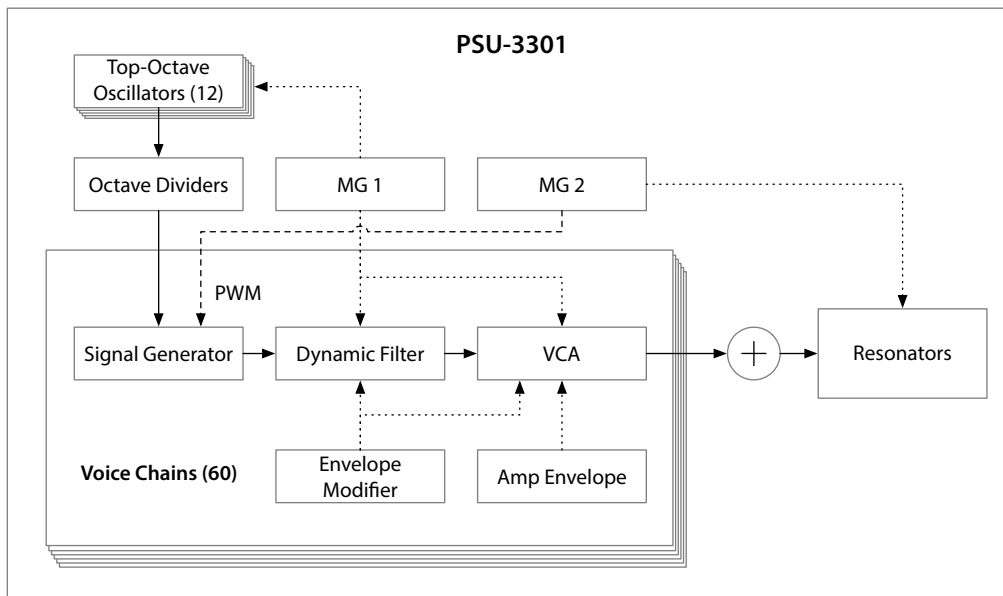 PSU-3301
Top-Octave
Oscillators (12)
Octave Dividers
MG 1
MG 2
PWM
Signal Generator
Dynamic Filter
VCA
Resonators
Voice Chains (60)
Envelope
Modifier
Amp Envelope